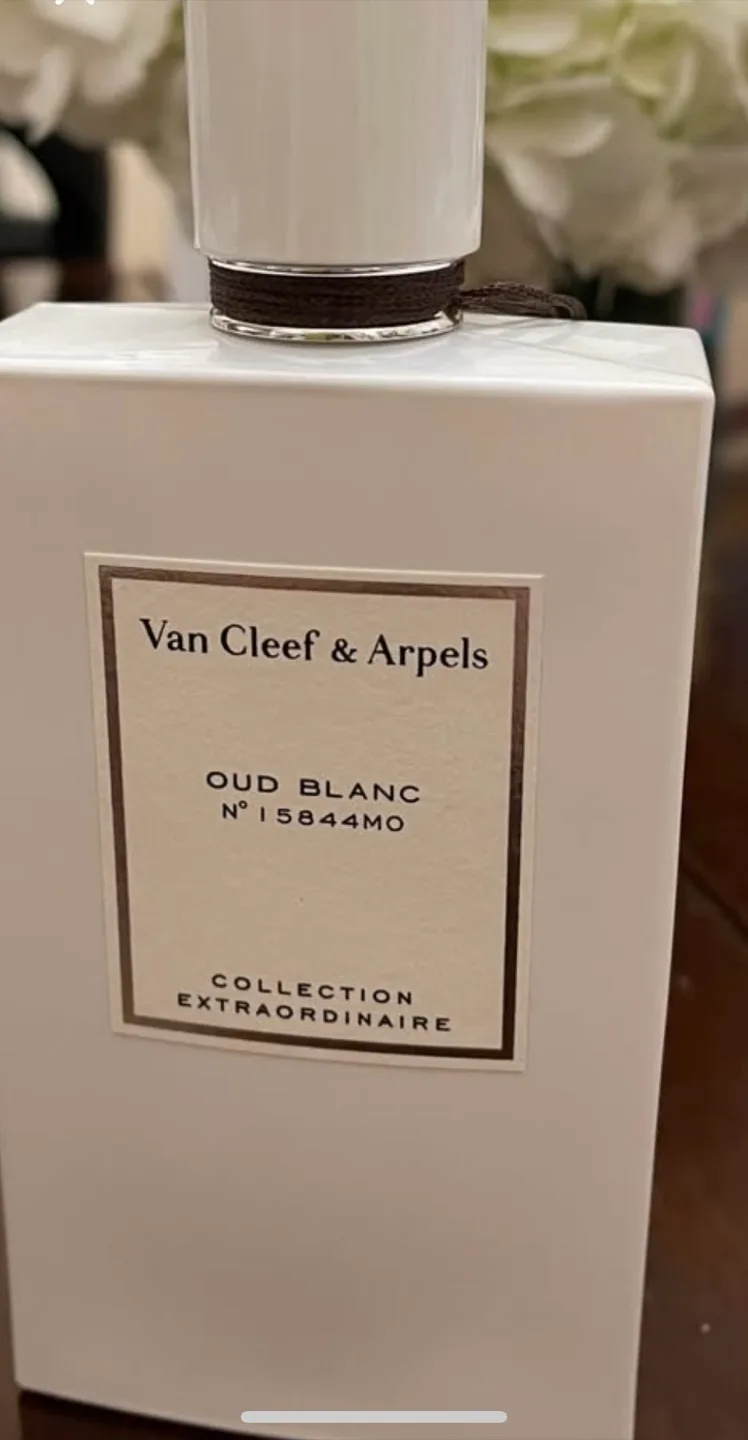 Van Cleef & Arpels
OUD BLANC
N° 15844MO
COLLECTION
EXTRAORDINAIRE